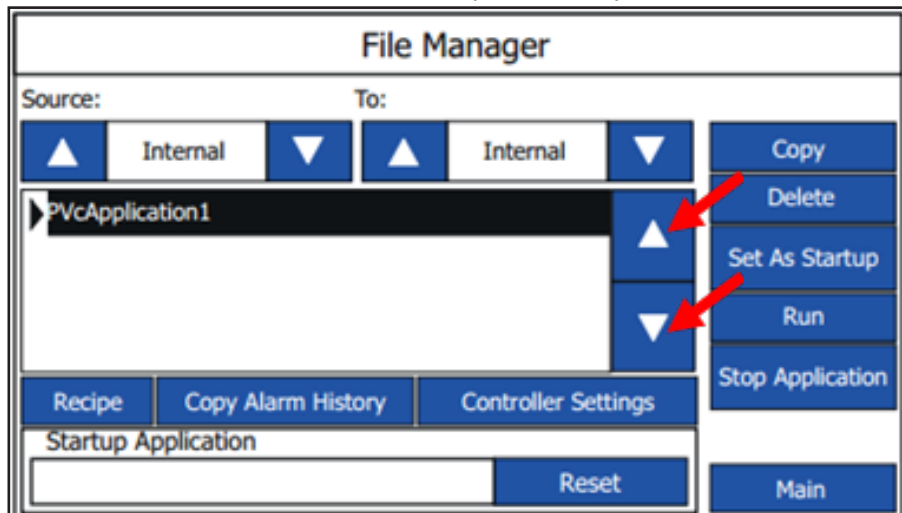 File Manager
Source:
To:
Internal
Internal
Copy
PVcApplication1
Delete
Set As Startup
Run
Stop Application
Recipe
Copy Alarm History
Controller Settings
Startup Application
Reset
Main